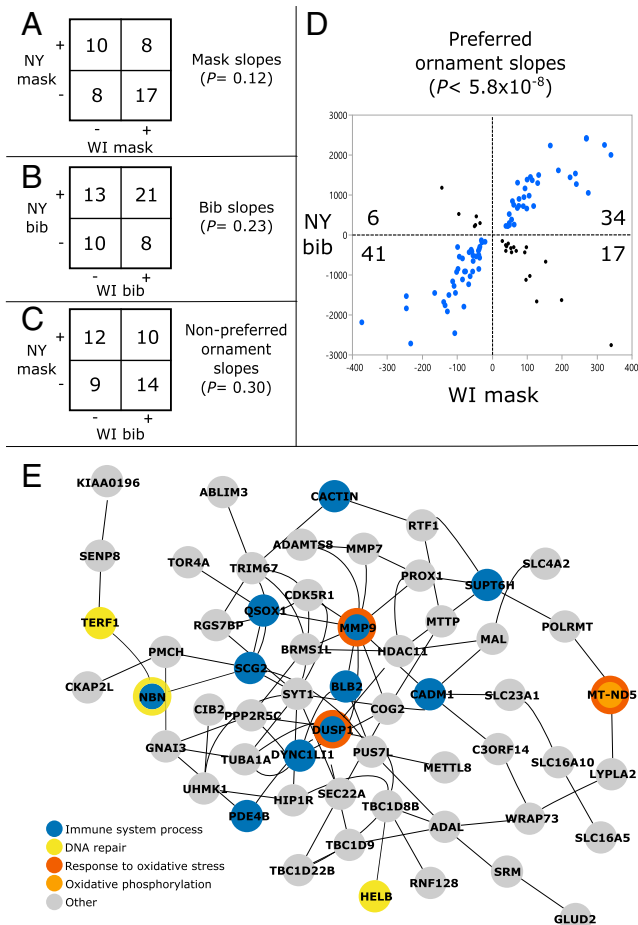 A
NY
mask
+
-
10 8
8 17
- +
WI mask
Mask slopes
(P= 0.12)
B
NY
bib
+
-
13 21
10 8
- +
WI bib
Bib slopes
(P= 0.23)
C
NY
mask
+
-
12 10
9 14
- +
WI bib
Non-preferred
ornament
slopes
(P= 0.30)
D
Preferred
ornament slopes
(P< 5.8x10-8)
NY
bib
3000
2000
1000
0
-1000
-2000
-3000
6 34
41 17
-400 -300 -200 -100 0 100 200 300 400
WI mask
E
KIAA0196
ABLIM3
CACTIN
RTF1
SENP8
TOR4A
TRIM67
ADAMTS8
MMP7
PROX1
SUPT6H
SLC4A2
TERF1
RGS7BP
QSOX1
CDK5R1
MMP9
MTTP
MAL
POLRMT
PMCH
BRMS1L
HDAC11
CKAP2L
NBN
SCG2
SYT1
BLB2
CADM1
SLC23A1
MT-ND5
CIB2
PPP2R5C
COG2
DUSP1
GNAI3
TUBA1A
DYNC1LI1
PUS7L
METTL8
C3ORF14
SLC16A10
LYPLA2
UHMK1
PDE4B
HIP1R
SEC22A
TBC1D8B
ADAL
WRAP73
SLC16A5
TBC1D9
TBC1D22B
HELB
RNF128
SRM
GLUD2
Immune system process
DNA repair
Response to oxidative stress
Oxidative phosphorylation
Other